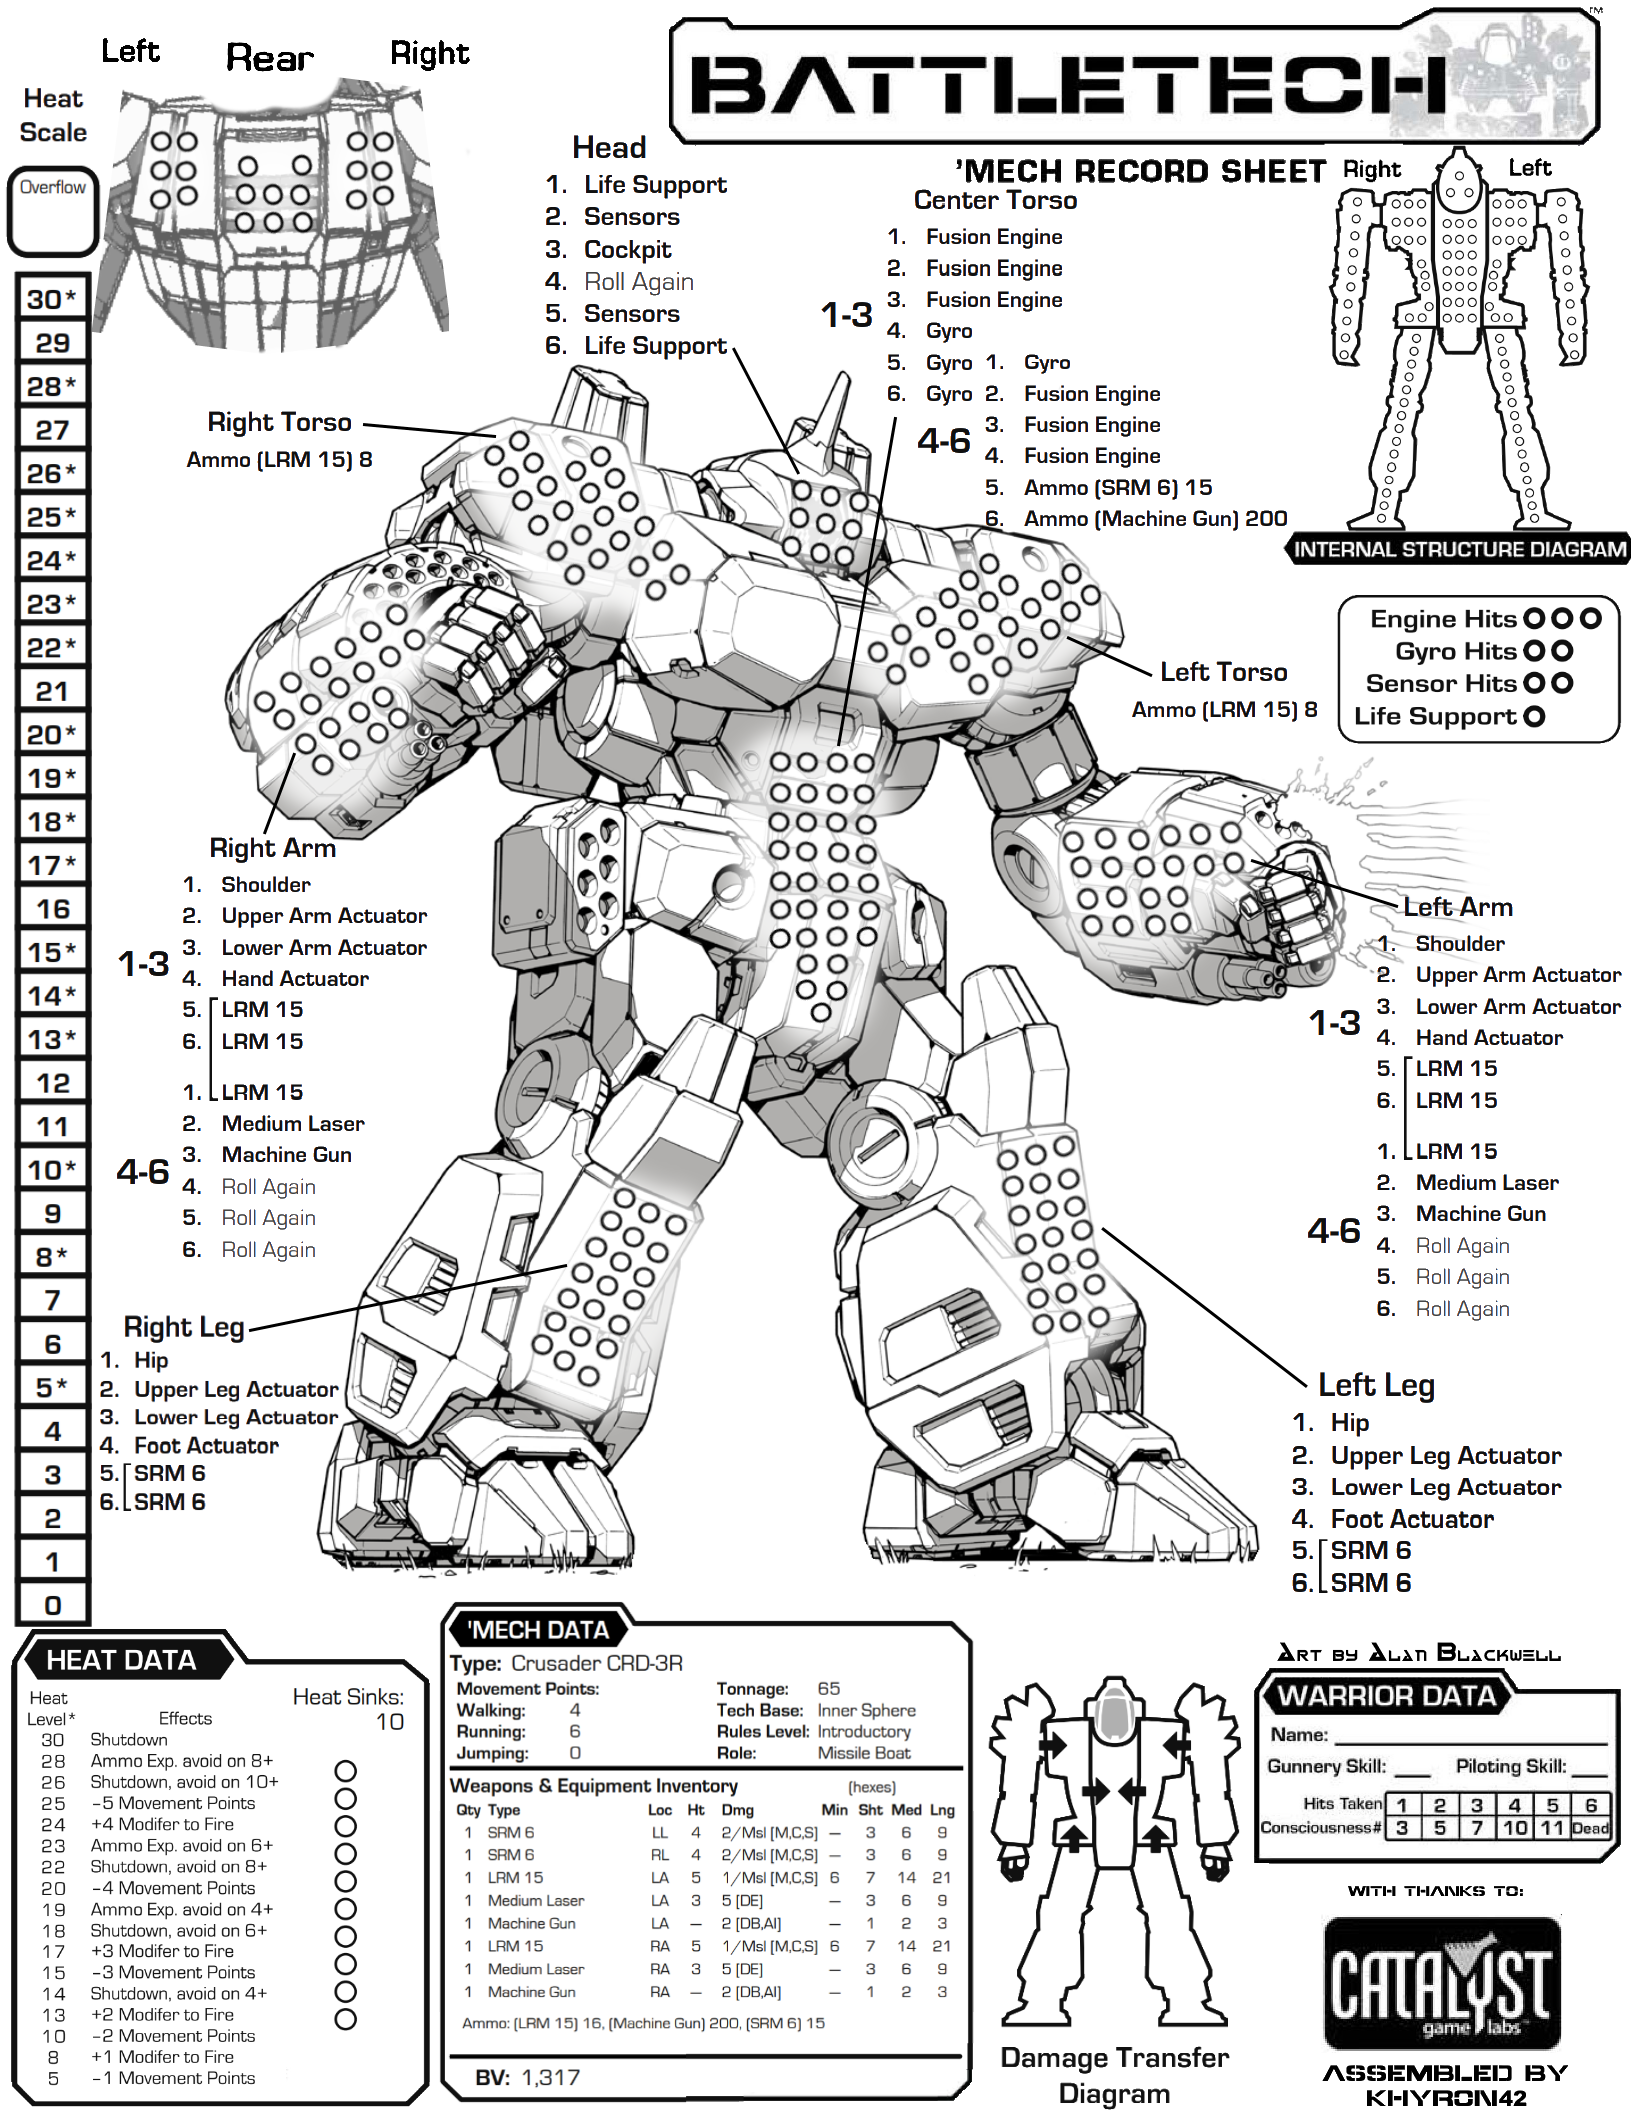 Left Rear Right
BATTLETECH™
'MECH RECORD SHEET
Heat
Scale
Overflow
30*
29
28*
27
26*
25*
24*
23*
22*
21
20*
19*
18*
17*
16
15*
14*
13*
12
11
10*
9
8*
7
6
5*
4
3
2
1
0
Head
1. Life Support
2. Sensors
3. Cockpit
4. Roll Again
5. Sensors
6. Life Support
Center Torso
1-3
1. Fusion Engine
2. Fusion Engine
3. Fusion Engine
4. Gyro
5. Gyro
6. Gyro
4-6
1. Gyro
2. Fusion Engine
3. Fusion Engine
4. Fusion Engine
5. Ammo (SRM 6) 15
6. Ammo (Machine Gun) 200
Right Left
INTERNAL STRUCTURE DIAGRAM
Engine Hits
Gyro Hits
Sensor Hits
Life Support
Right Torso
Ammo (LRM 15) 8
Left Torso
Ammo (LRM 15) 8
Right Arm
1-3
1. Shoulder
2. Upper Arm Actuator
3. Lower Arm Actuator
4. Hand Actuator
5. LRM 15
6. LRM 15
4-6
1. LRM 15
2. Medium Laser
3. Machine Gun
4. Roll Again
5. Roll Again
6. Roll Again
Left Arm
1-3
1. Shoulder
2. Upper Arm Actuator
3. Lower Arm Actuator
4. Hand Actuator
5. LRM 15
6. LRM 15
4-6
1. LRM 15
2. Medium Laser
3. Machine Gun
4. Roll Again
5. Roll Again
6. Roll Again
Right Leg
1. Hip
2. Upper Leg Actuator
3. Lower Leg Actuator
4. Foot Actuator
5. SRM 6
6. SRM 6
Left Leg
1. Hip
2. Upper Leg Actuator
3. Lower Leg Actuator
4. Foot Actuator
5. SRM 6
6. SRM 6
HEAT DATA
Heat Sinks:
10
Heat
Level* Effects
30 Shutdown
28 Ammo Exp. avoid on 8+
26 Shutdown, avoid on 10+
25 -5 Movement Points
24 +4 Modifer to Fire
23 Ammo Exp. avoid on 6+
22 Shutdown, avoid on 8+
20 -4 Movement Points
19 Ammo Exp. avoid on 4+
18 Shutdown, avoid on 6+
17 +3 Modifer to Fire
15 -3 Movement Points
14 Shutdown, avoid on 4+
13 +2 Modifer to Fire
10 -2 Movement Points
8 +1 Modifer to Fire
5 -1 Movement Points
'MECH DATA
Type: Crusader CRD-3R
Movement Points: Tonnage: 65
Walking: 4 Tech Base: Inner Sphere
Running: 6 Rules Level: Introductory
Jumping: 0 Role: Missile Boat
Weapons & Equipment Inventory (hexes)
Qty Type Loc Ht Dmg Min Sht Med Lng
1 SRM 6 LL 4 2/Msl [M,C,S] – 3 6 9
1 SRM 6 RL 4 2/Msl [M,C,S] – 3 6 9
1 LRM 15 LA 5 1/Msl [M,C,S] 6 7 14 21
1 Medium Laser LA 3 5 [DE] – 3 6 9
1 Machine Gun LA – 2 [DB,AI] – 1 2 3
1 LRM 15 RA 5 1/Msl [M,C,S] 6 7 14 21
1 Medium Laser RA 3 5 [DE] – 3 6 9
1 Machine Gun RA – 2 [DB,AI] – 1 2 3
Ammo: (LRM 15) 16, (Machine Gun) 200, (SRM 6) 15
BV: 1,317
Damage Transfer
Diagram
ART BY ALAN BLACKWELL
WARRIOR DATA
Name:
Gunnery Skill: Piloting Skill:
Hits Taken 1 2 3 4 5 6
Consciousness# 3 5 7 10 11 Dead
WITH THANKS TO:
CATALYST
game labs™
ASSEMBLED BY
KHYRON42